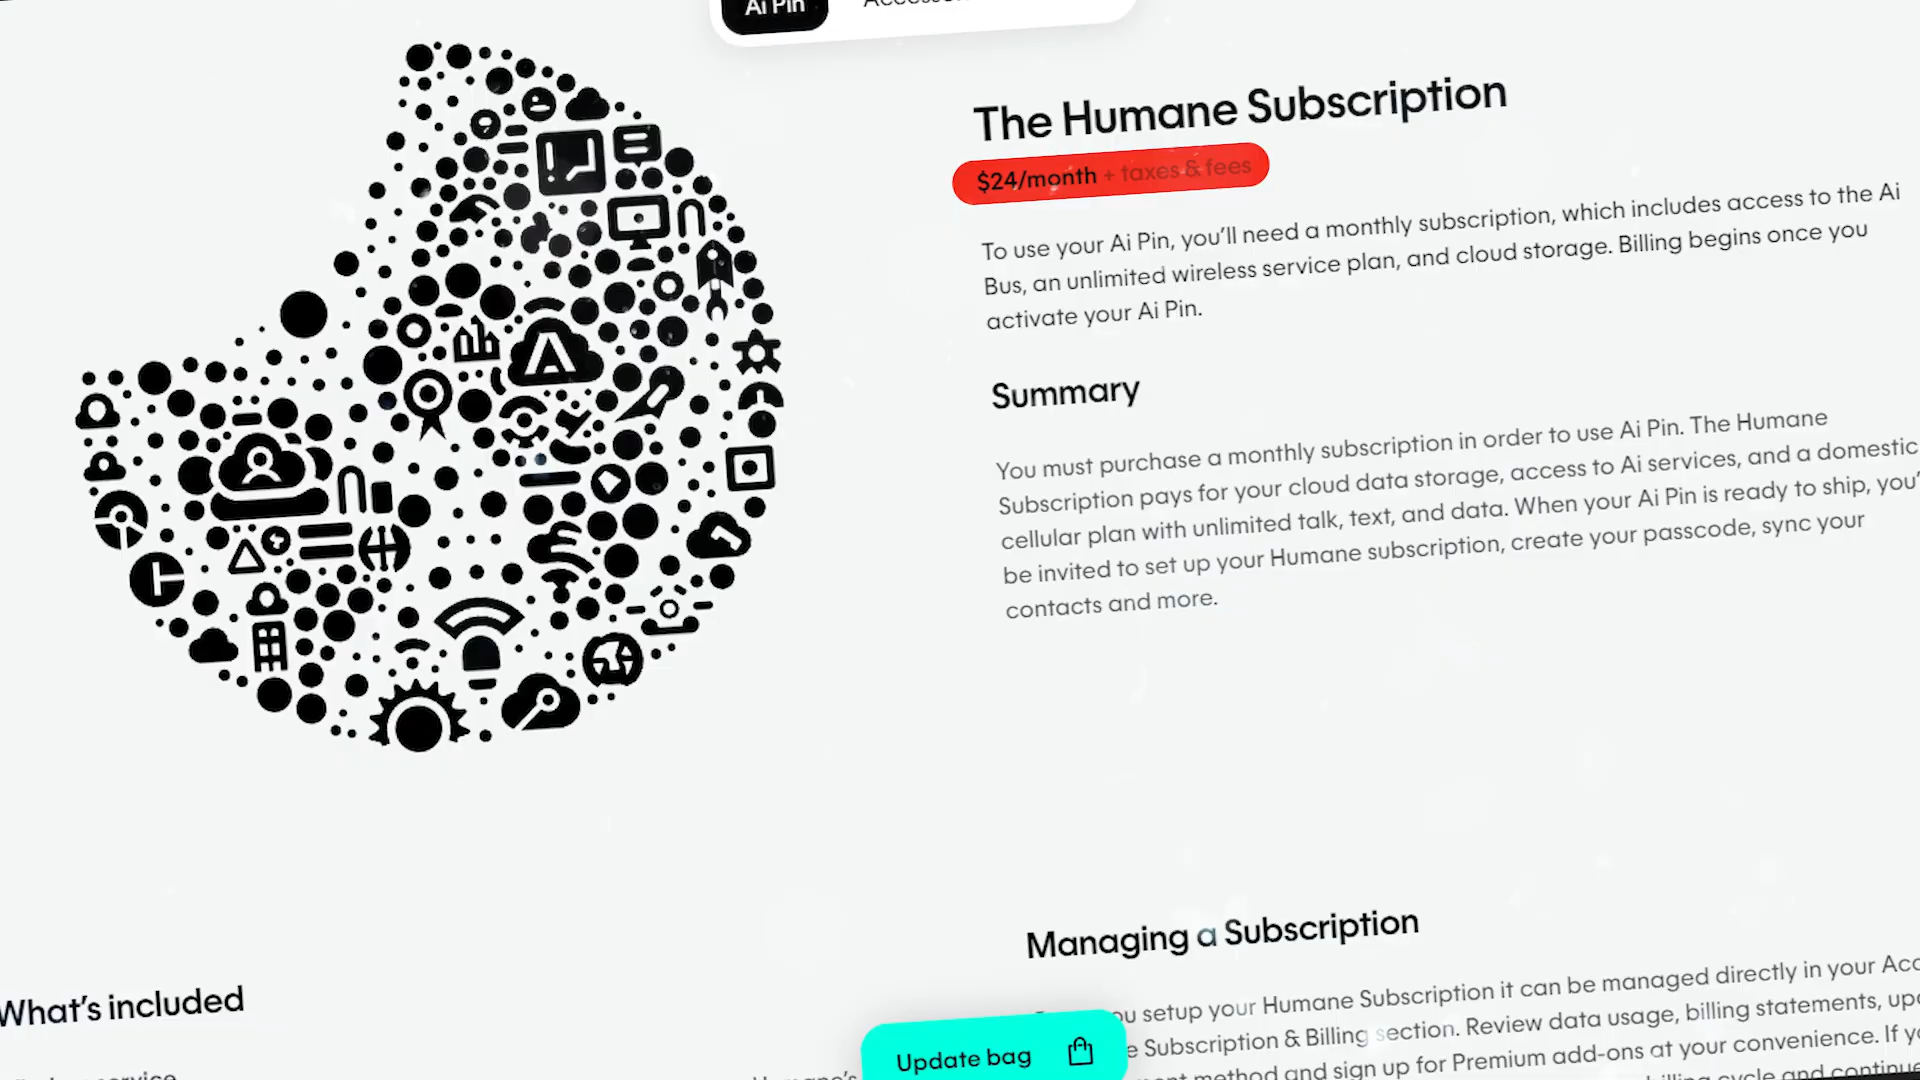 Ai Pin
The Humane Subscription
$24/month + taxes & fees
To use your Ai Pin, you’ll need a monthly subscription, which includes access to the Ai
Bus, an unlimited wireless service plan, and cloud storage. Billing begins once you
activate your Ai Pin.
Summary
You must purchase a monthly subscription in order to use Ai Pin. The Humane
Subscription pays for your cloud data storage, access to Ai services, and a domestic
cellular plan with unlimited talk, text, and data. When your Ai Pin is ready to ship, you’
be invited to set up your Humane subscription, create your passcode, sync your
contacts and more.
Managing a Subscription
setup your Humane Subscription it can be managed directly in your
Subscription & Billing section. Review data usage, billing statements,
method and sign up for Premium add-ons at your convenience. If
billing cycle and continue
What’s included
service
Humane’s
Update bag